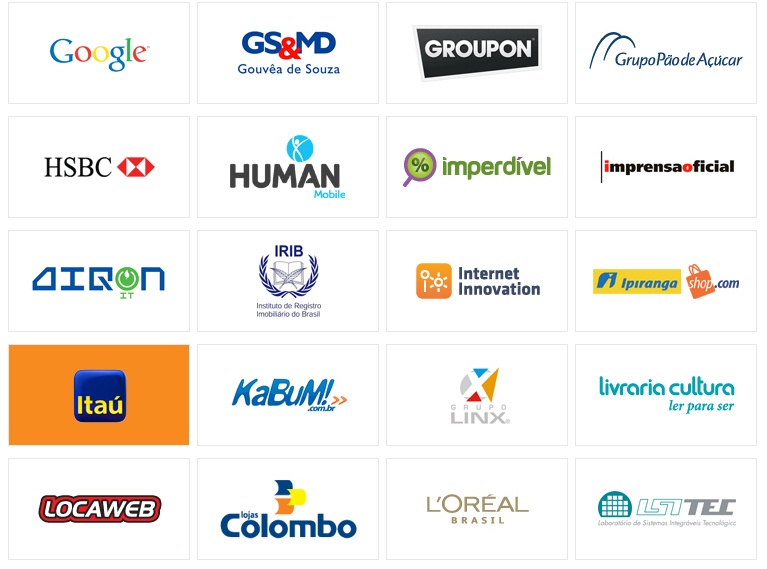 Google
GS&MD
Gouvêa de Souza
GROUPON
Grupo Pão de Açúcar
HSBC
HUMAN
Mobile
%
imperdível
imprensaoficial
AIRON
IT
IRIB
Instituto de Registro
Imobiliário do Brasil
Internet
Innovation
Ipiranga
shop.com
Itaú
KaBuM!
.com.br
GRUPO
LINX
livraria cultura
ler para ser
LOCAWEB
lojas
Colombo
L'ORÉAL
BRASIL
LSITEC
Laboratório de Sistemas Integráveis Tecnológico